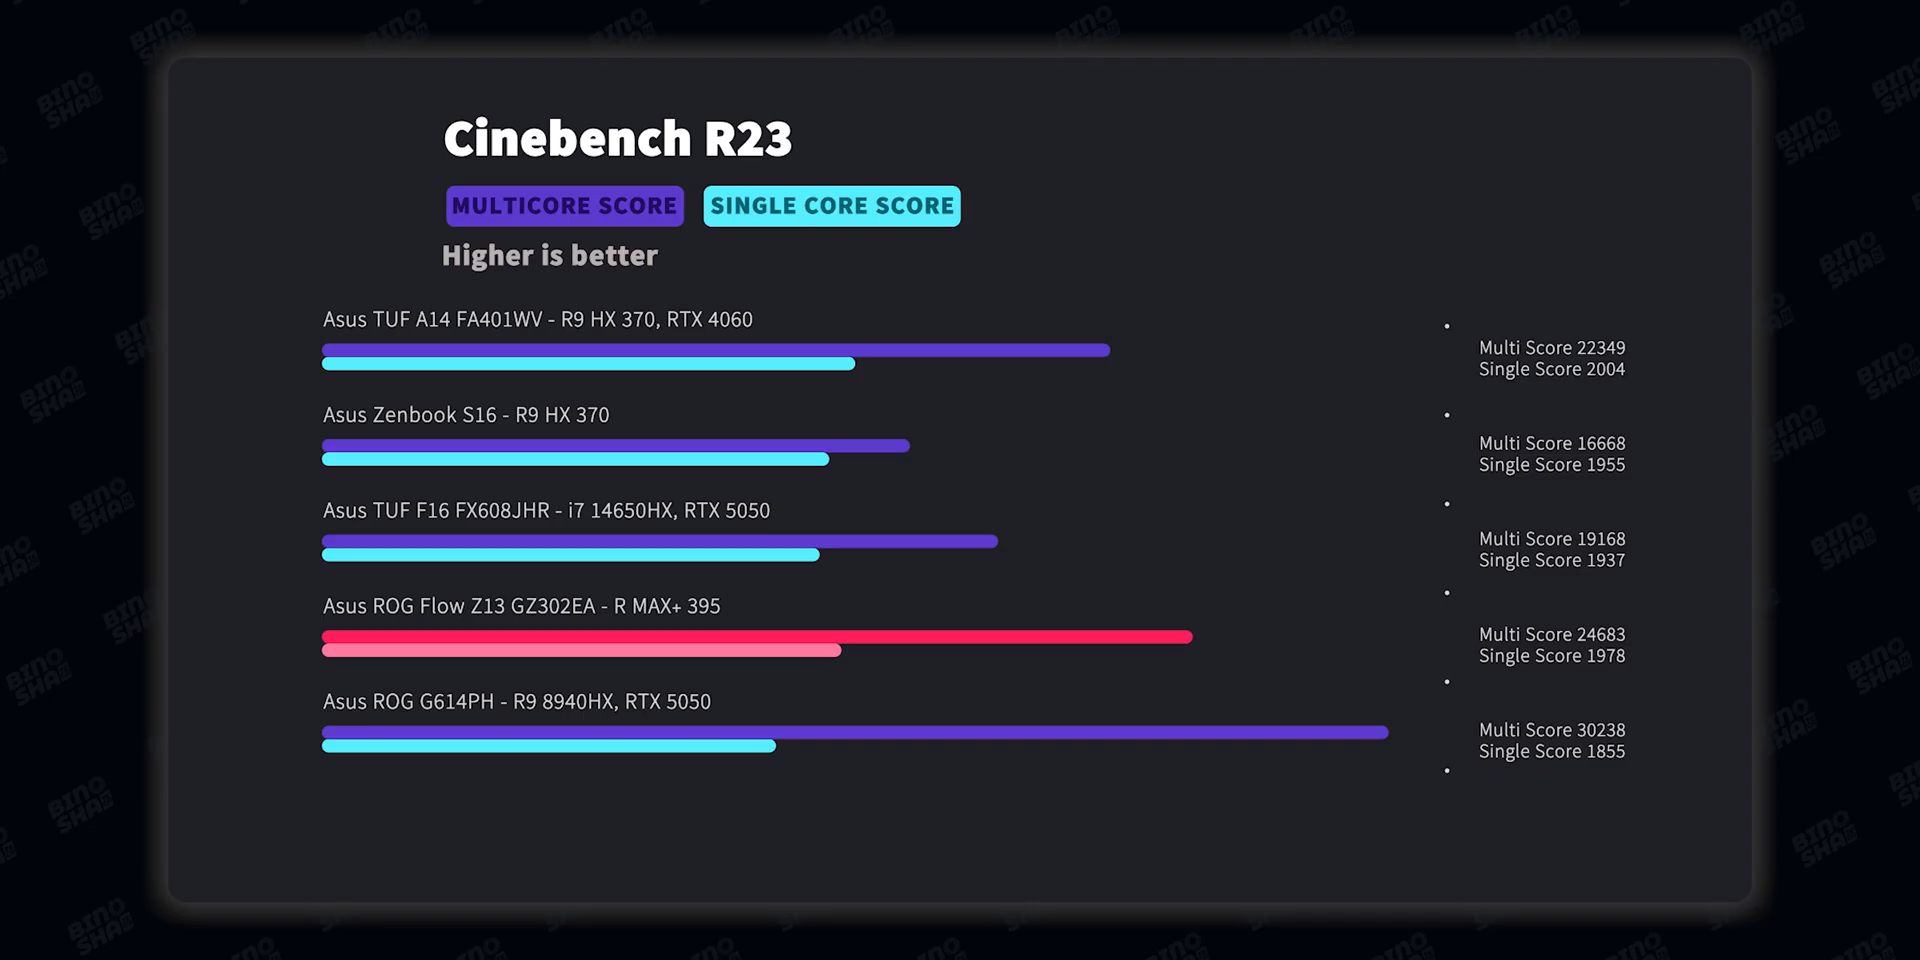 Cinebench R23
MULTICORE SCORE SINGLE CORE SCORE
Higher is better
Asus TUF A14 FA401WV - R9 HX 370, RTX 4060
Multi Score 22349
Single Score 2004
Asus Zenbook S16 - R9 HX 370
Multi Score 16668
Single Score 1955
Asus TUF F16 FX608JHR - i7 14650HX, RTX 5050
Multi Score 19168
Single Score 1937
Asus ROG Flow Z13 GZ302EA - R MAX+ 395
Multi Score 24683
Single Score 1978
Asus ROG G614PH - R9 8940HX, RTX 5050
Multi Score 30238
Single Score 1855